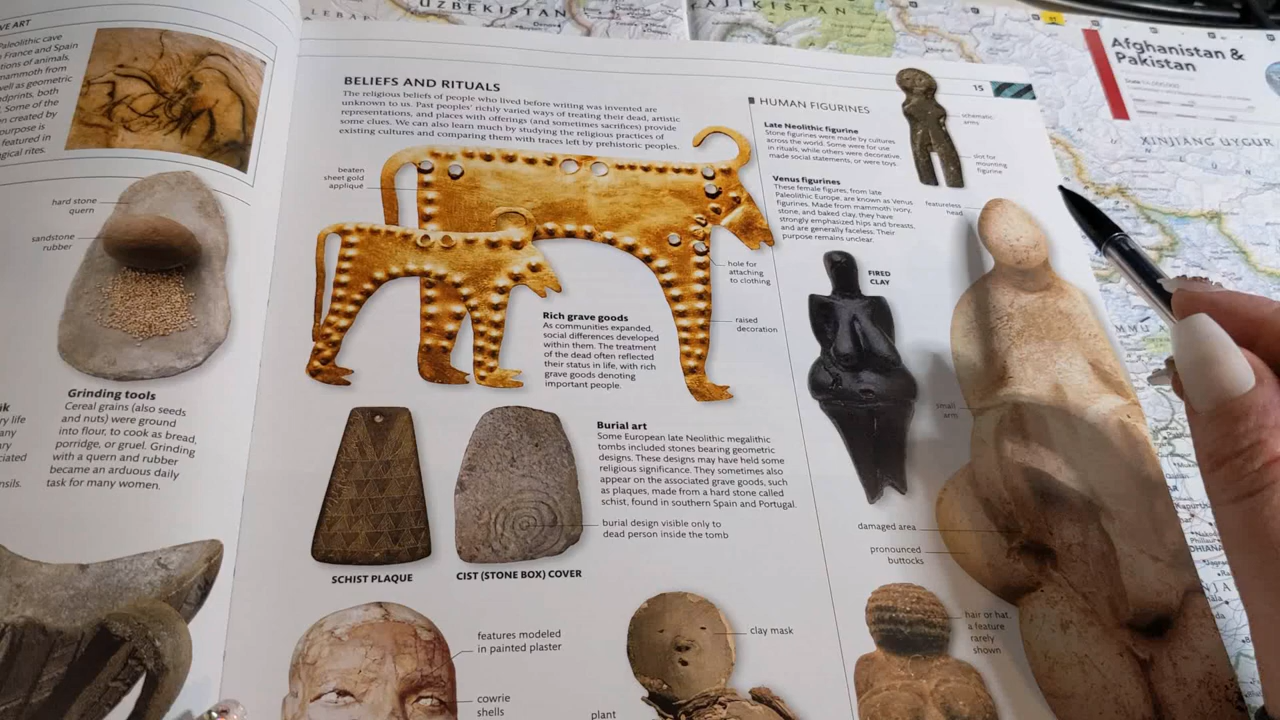 UZBEKISTAN
TAJIKISTAN
Afghanistan &
Pakistan
XINJIANG UYGUR
VE ART
Paleolithic cave
France and Spain
tions of animals,
mammoth from
well as geometric
ndprints, both
Some of the
en created by
purpose is
featured in
gical rites.
hard stone
quern
sandstone
rubber
Grinding tools
Cereal grains (also seeds
and nuts) were ground
into flour, to cook as bread,
porridge, or gruel. Grinding
with a quern and rubber
became an arduous daily
task for many women.
ik
ry life
any
ry
ciated
nsils.
15
BELIEFS AND RITUALS
The religious beliefs of people who lived before writing was invented are
unknown to us. Past peoples' richly varied ways of treating their dead, artistic
representations, and places with offerings (and sometimes sacrifices) provide
some clues. We can also learn much by studying the religious practices of
existing cultures and comparing them with traces left by prehistoric peoples.
beaten
sheet gold
appliqué
hole for
attaching
to clothing
raised
decoration
Rich grave goods
As communities expanded,
social differences developed
within them. The treatment
of the dead often reflected
their status in life, with rich
grave goods denoting
important people.
Burial art
Some European late Neolithic megalithic
tombs included stones bearing geometric
designs. These designs may have held some
religious significance. They sometimes also
appear on the associated grave goods, such
as plaques, made from a hard stone called
schist, found in southern Spain and Portugal.
burial design visible only to
dead person inside the tomb
SCHIST PLAQUE
CIST (STONE BOX) COVER
features modeled
in painted plaster
cowrie
shells
clay mask
plant
HUMAN FIGURINES
Late Neolithic figurine
Stone figurines were made by cultures
across the world. Some were for use
in rituals, while others were decorative,
made social statements, or were toys.
schematic
arms
slot for
mounting
figurine
Venus figurines
These female figures, from late
Paleolithic Europe, are known as Venus
figurines. Made from mammoth ivory,
stone, and baked clay, they have
strongly emphasized hips and breasts,
and are generally faceless. Their
purpose remains unclear.
featureless
head
FIRED
CLAY
small
arm
damaged area
pronounced
buttocks
hair or hat,
a feature
rarely
shown